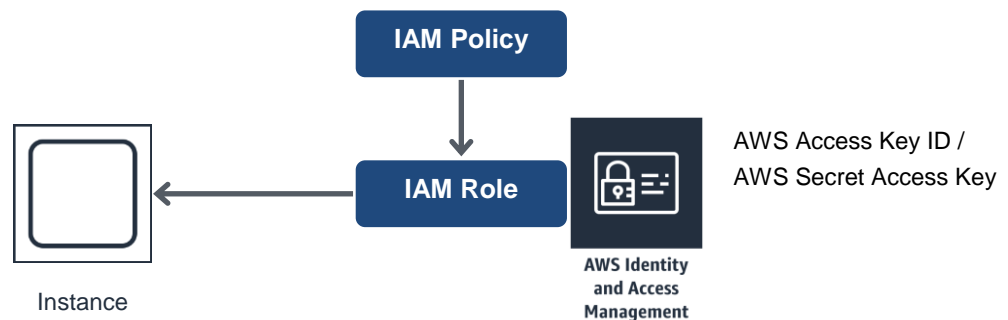 IAM Policy
IAM Role
AWS Access Key ID /
AWS Secret Access Key
AWS Identity
and Access
Management
Instance